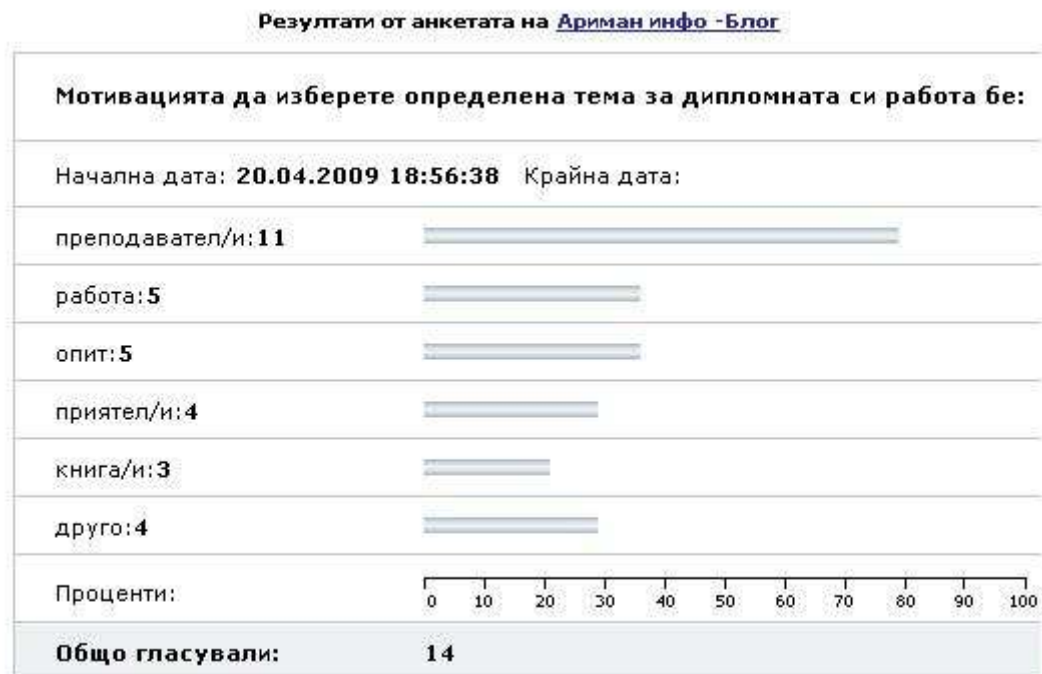 Резултати от анкетата на Ариман инфо -Блог
Мотивацията да изберете определена тема за дипломната си работа бе:
Начална дата: 20.04.2009 18:56:38 Крайна дата:
преподавател/и:11
работа:5
опит:5
приятел/и:4
книга/и:3
друго:4
Проценти: 0 10 20 30 40 50 60 70 80 90 100
Общо гласували: 14